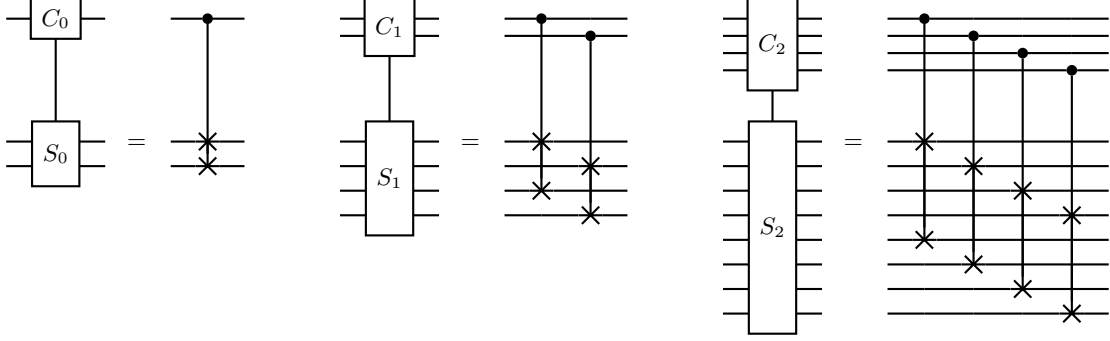 C₀
S₀
=
C₁
S₁
=
C₂
S₂
=